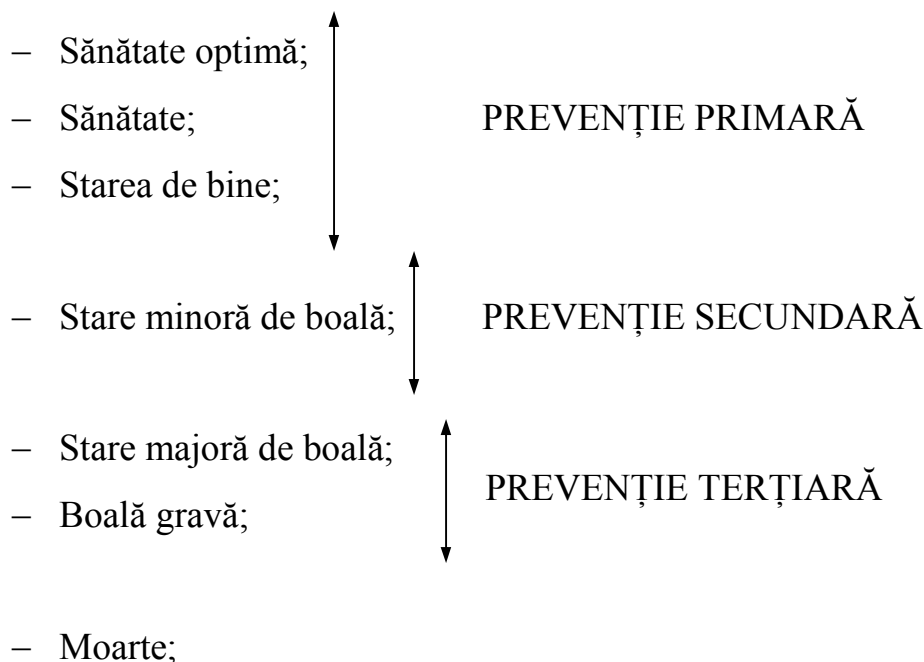 – Sănătate optimă;
– Sănătate; PREVENȚIE PRIMARĂ
– Starea de bine;
– Stare minoră de boală; PREVENȚIE SECUNDARĂ
– Stare majoră de boală;
PREVENȚIE TERȚIARĂ
– Boală gravă;
– Moarte;